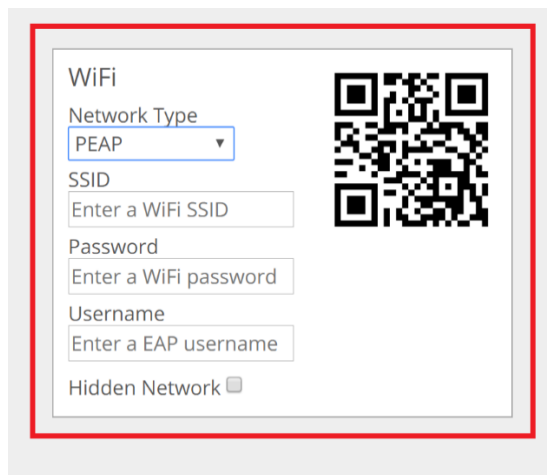 WiFi
Network Type
PEAP
SSID
Enter a WiFi SSID
Password
Enter a WiFi password
Username
Enter a EAP username
Hidden Network